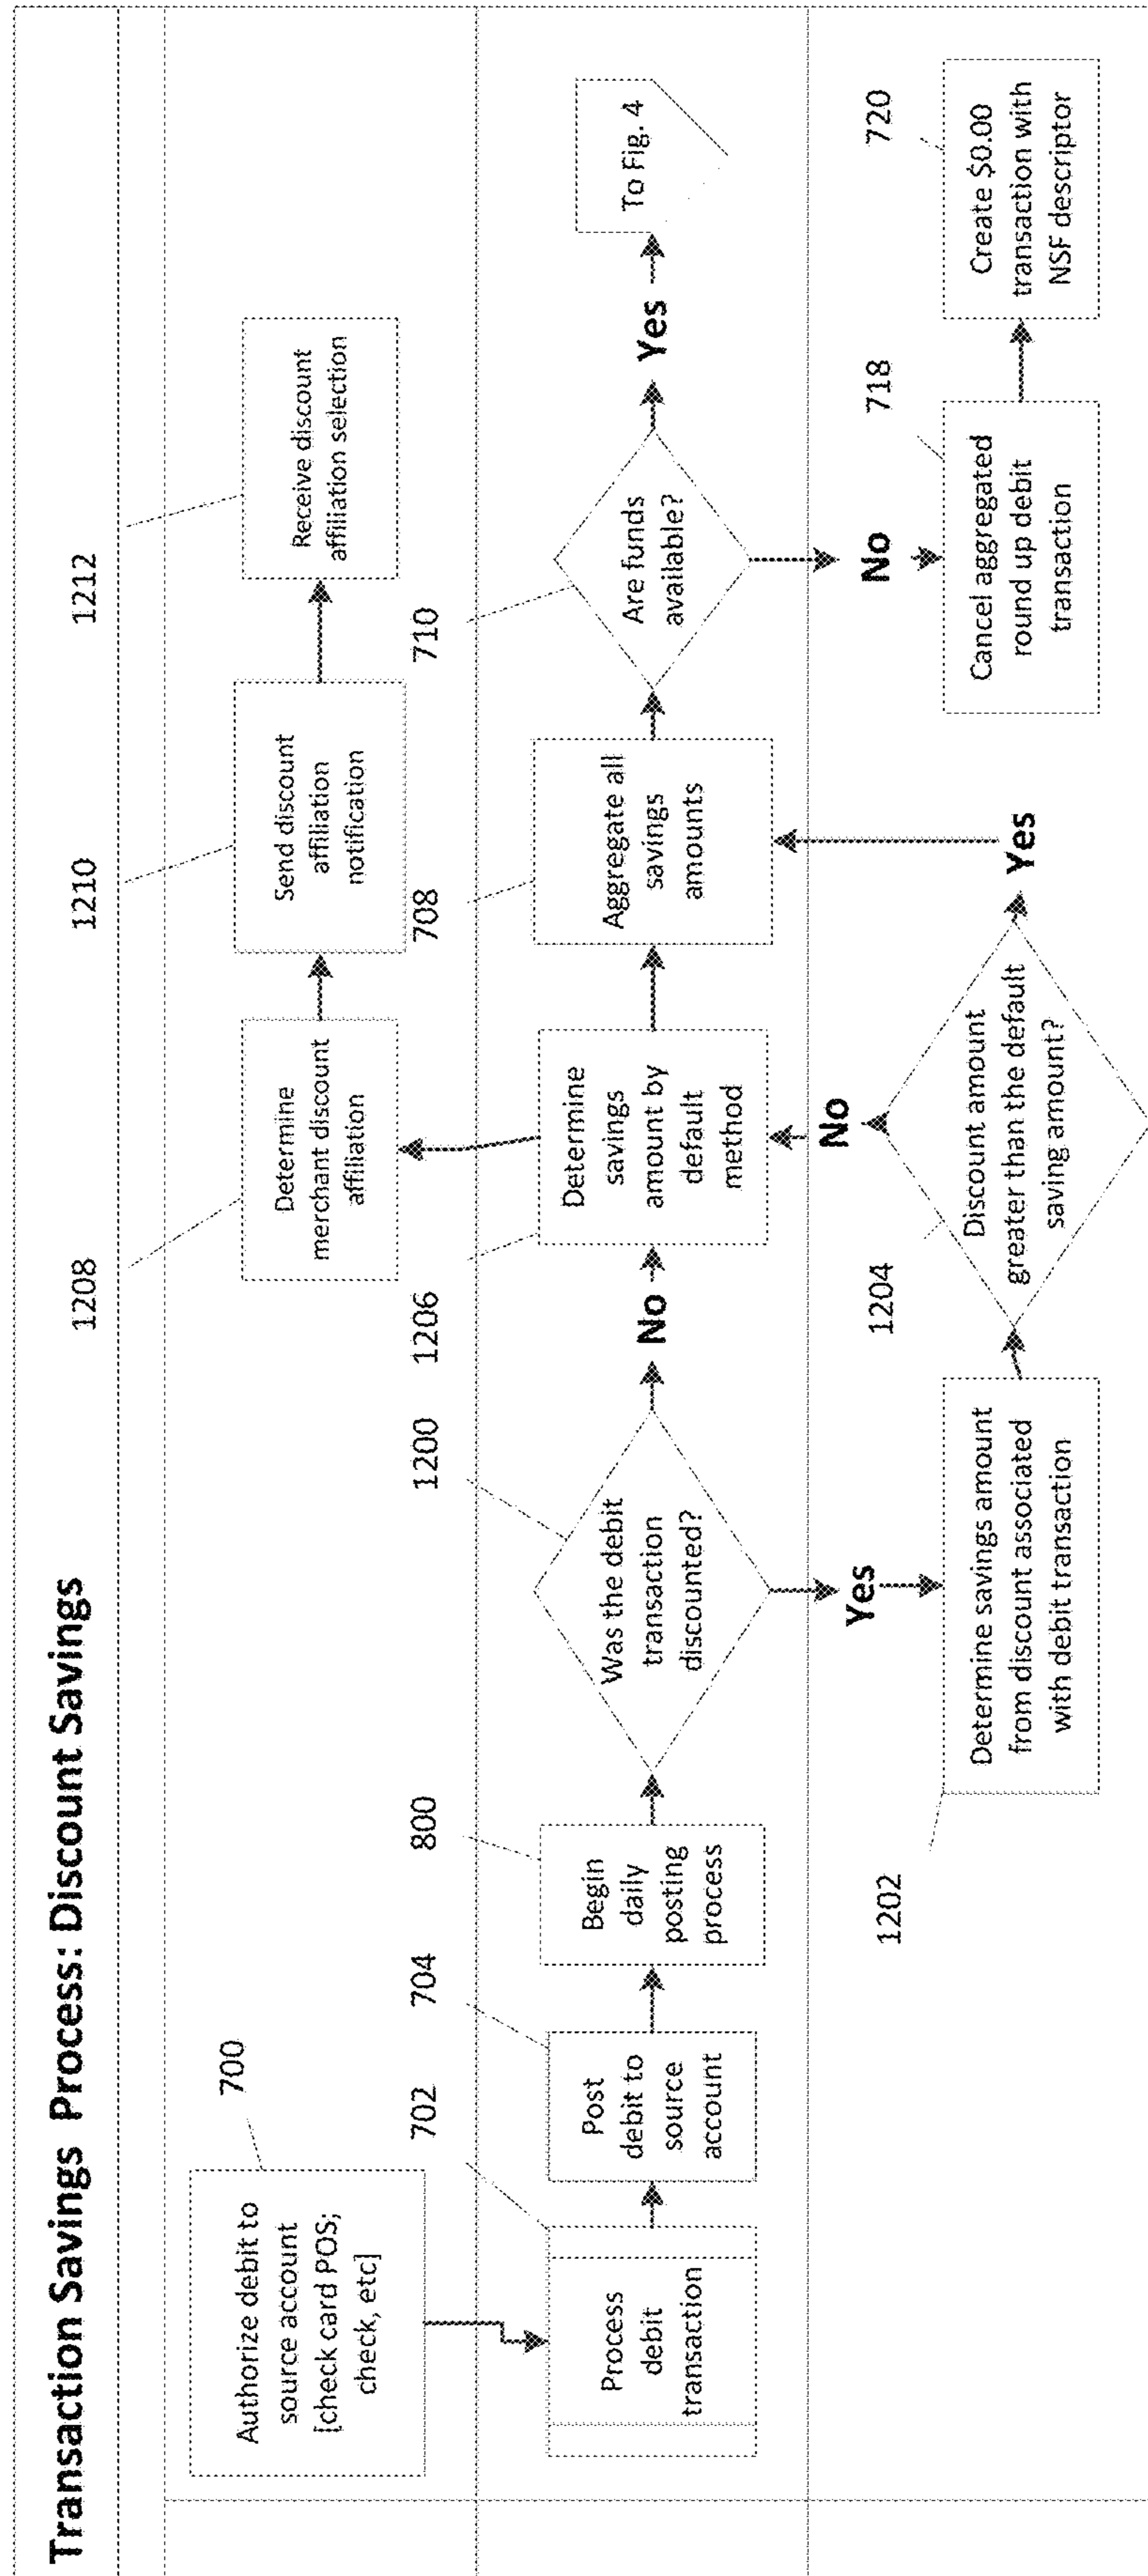 Transaction Savings Process: Discount Savings
700
Authorize debit to
source account
[check card POS;
check, etc]
1208
1210
1212
Determine
merchant discount
affiliation
Send discount
affiliation
notification
Receive discount
affiliation selection
702
Process
debit
transaction
704
Post
debit to
source
account
800
Begin
daily
posting
process
1200
Was the debit
transaction
discounted?
No
1206
Determine
savings
amount by
default
method
708
Aggregate all
savings
amounts
710
Are funds
available?
Yes
To Fig. 4
Yes
1202
Determine savings amount
from discount associated
with debit transaction
1204
Discount amount
greater than the default
saving amount?
No
Yes
No
718
Cancel aggregated
round up debit
transaction
720
Create $0.00
transaction with
NSF descriptor